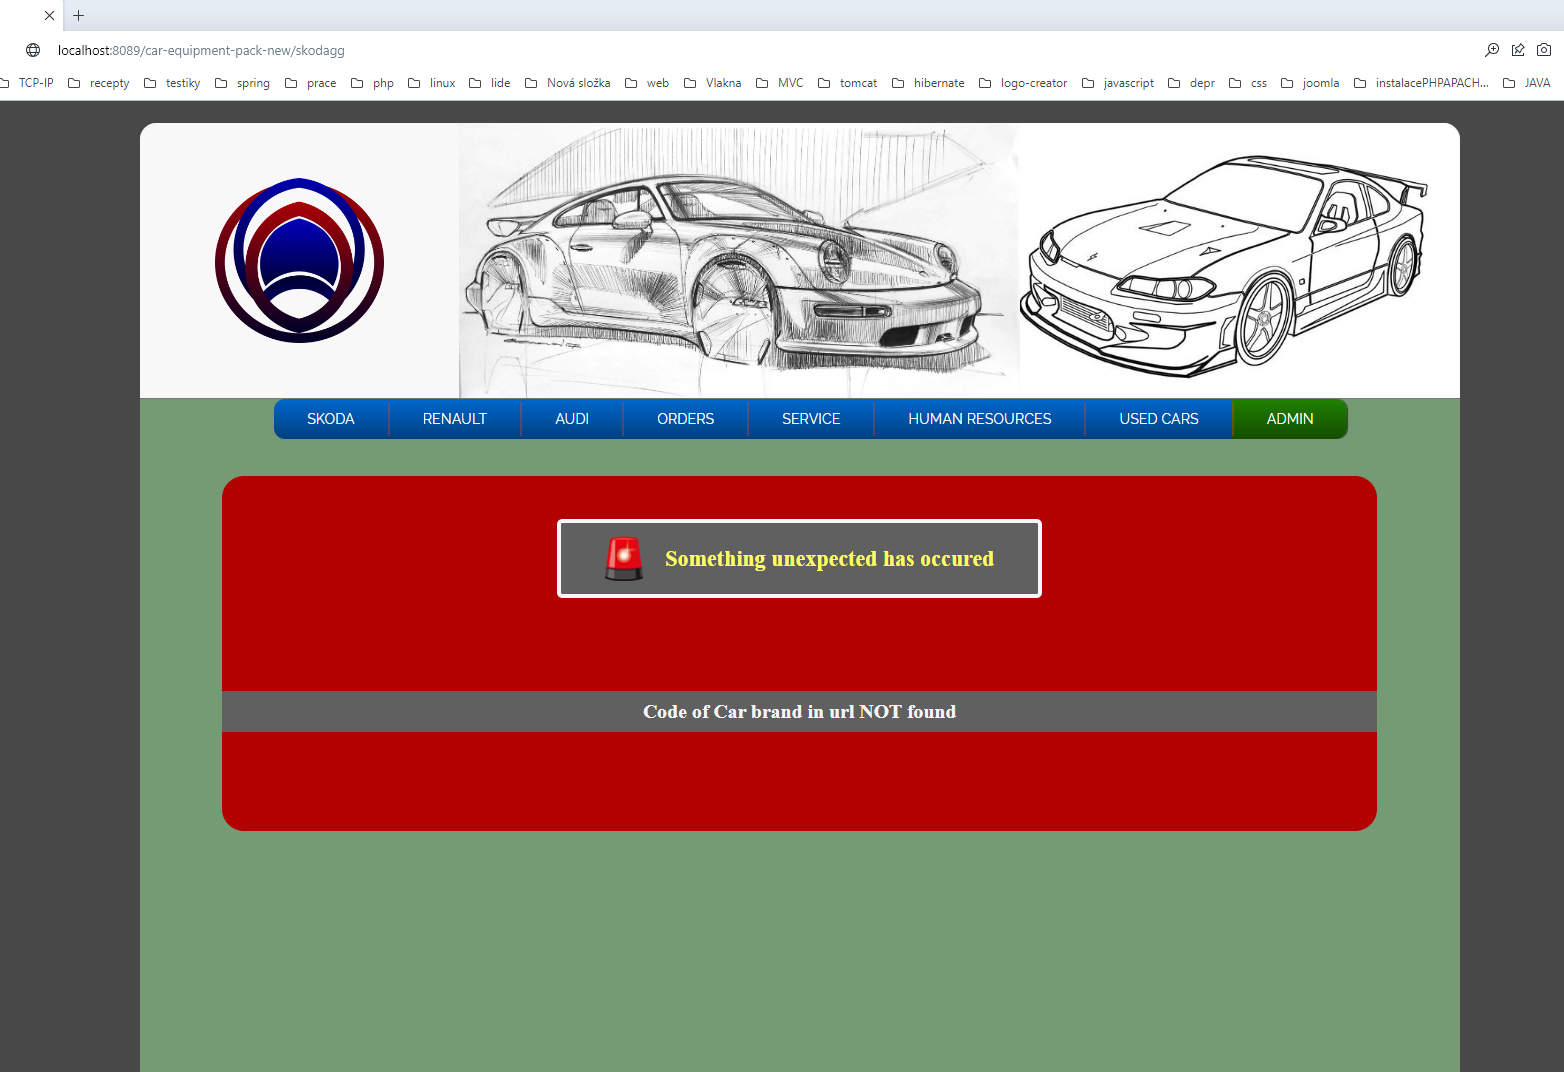 localhost:8089/car-equipment-pack-new/skodagg
TCP-IP recepty testiky spring prace php linux lide Nová složka web Vlakna MVC tomcat hibernate logo-creator javascript depr css joomla instalacePHPAPACH... JAVA
SKODA RENAULT AUDI ORDERS SERVICE HUMAN RESOURCES USED CARS ADMIN
Something unexpected has occured
Code of Car brand in url NOT found